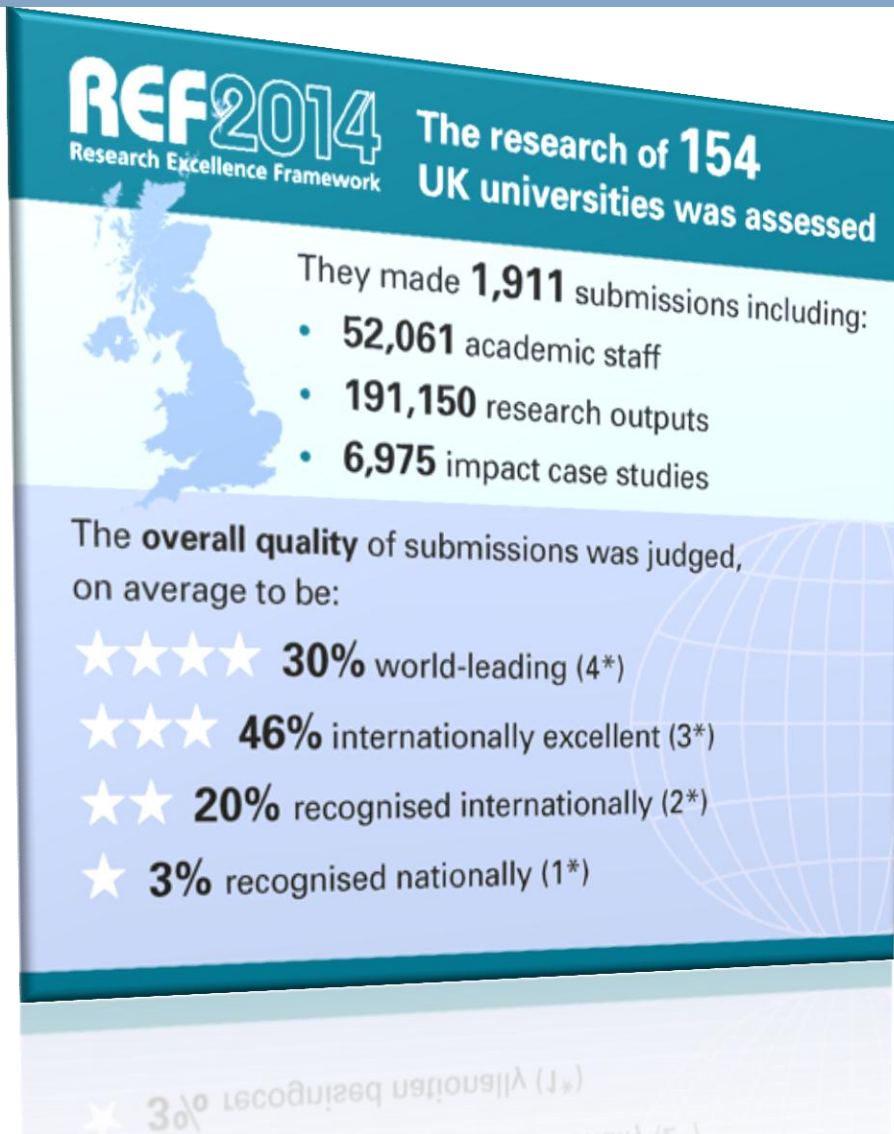 REF2014
Research Excellence Framework
The research of 154
UK universities was assessed
They made 1,911 submissions including:
• 52,061 academic staff
• 191,150 research outputs
• 6,975 impact case studies
The overall quality of submissions was judged,
on average to be:
30% world-leading (4*)
46% internationally excellent (3*)
20% recognised internationally (2*)
3% recognised nationally (1*)
3% recognised nationally (1*)